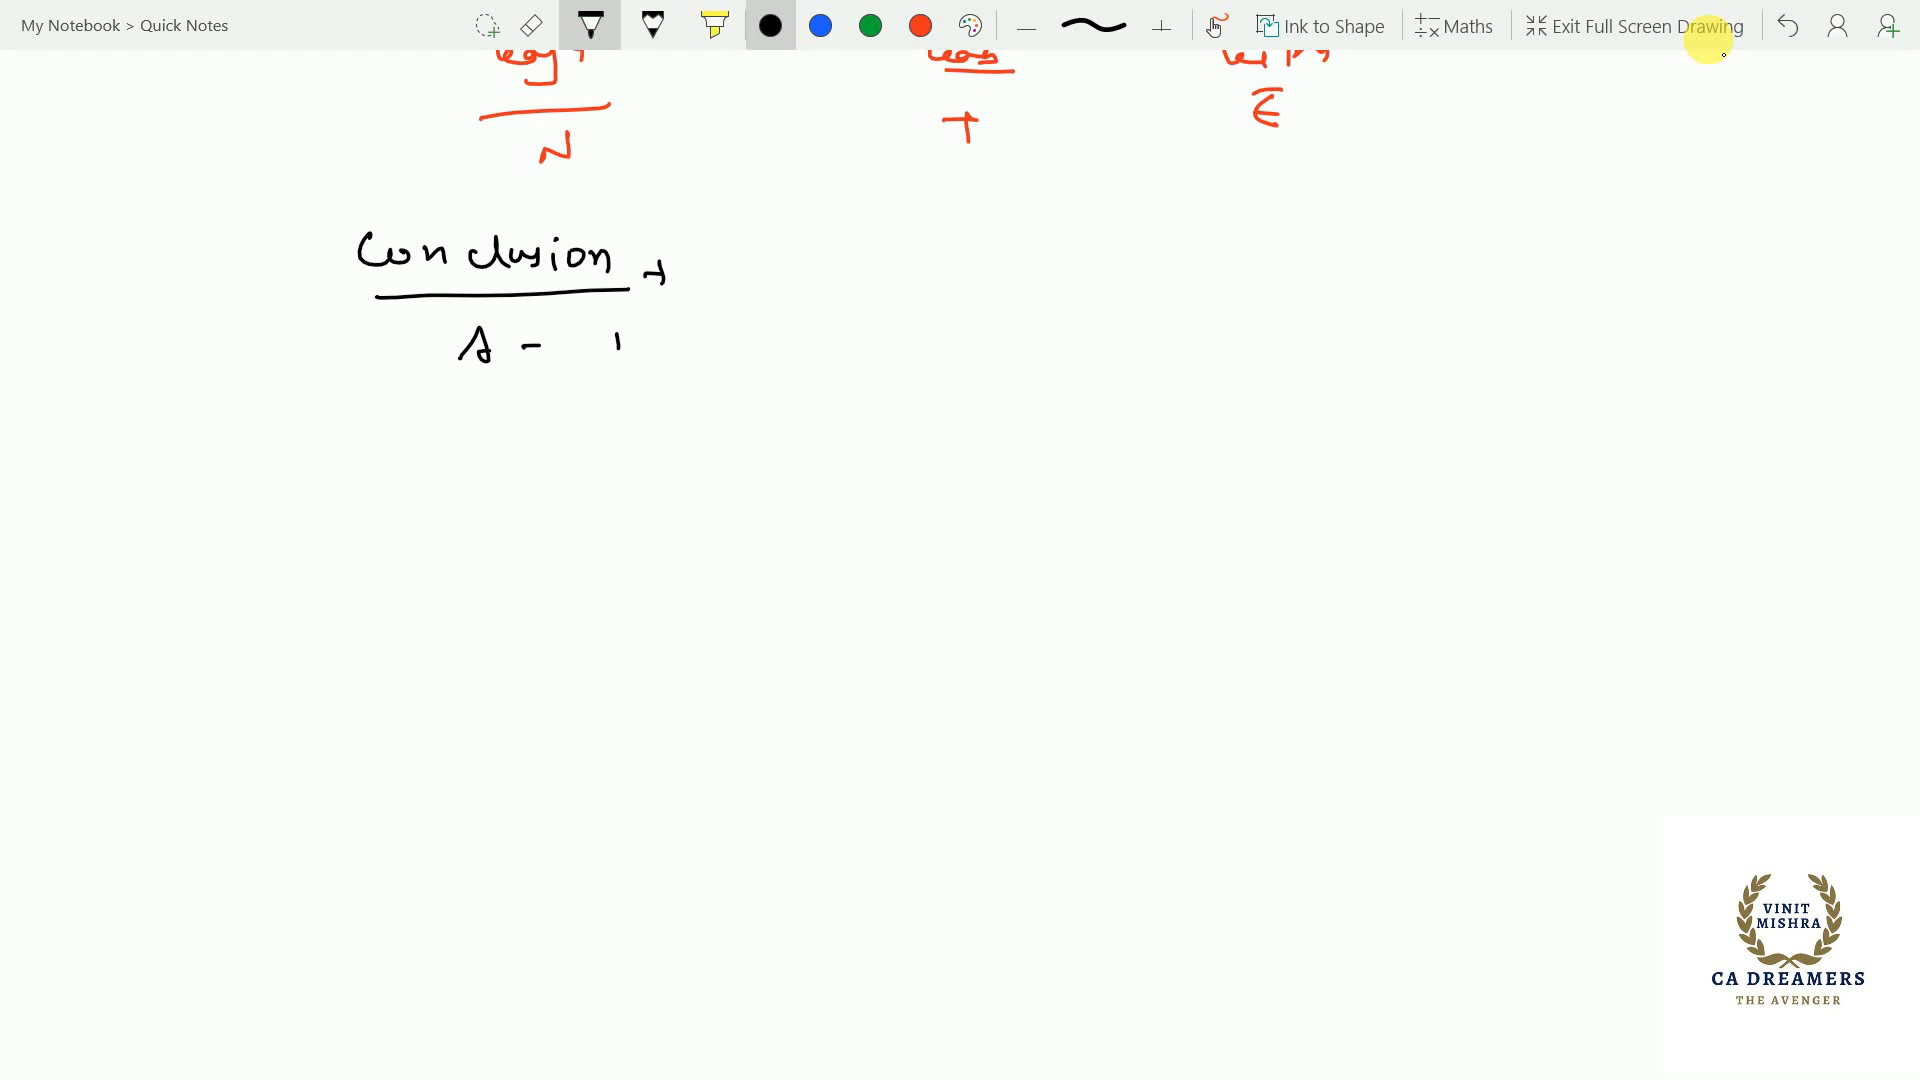 My Notebook > Quick Notes
Ink to Shape
Maths
Exit Full Screen Drawing
N
+
E
Conclusion →
A -
VINIT
MISHRA
CA DREAMERS
THE AVENGER